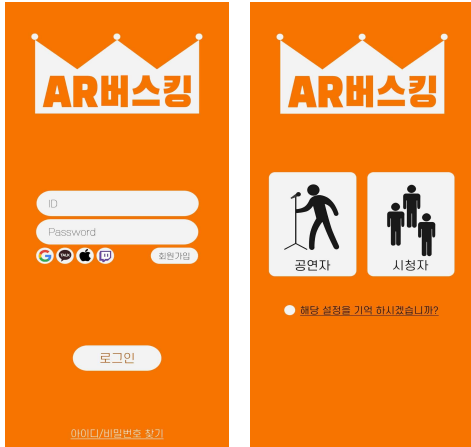 AR버스킹
ID
Password
TALK
회원가입
로그인
아이디/비밀번호 찾기
AR버스킹
공연자
시청자
해당 설정을 기억 하시겠습니까?